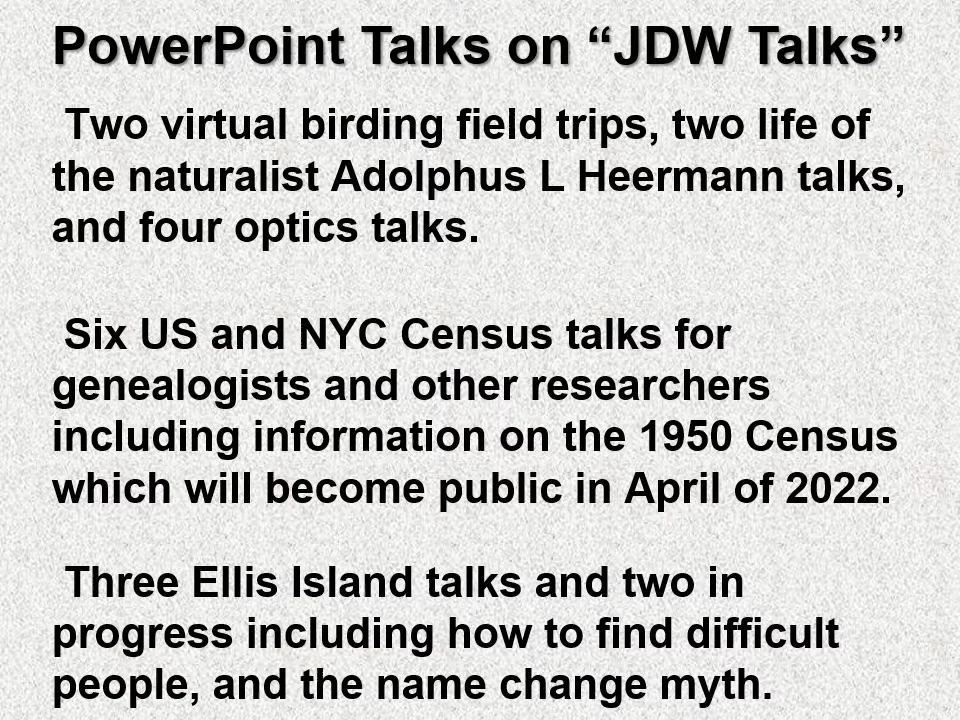 PowerPoint Talks on “JDW Talks”
Two virtual birding field trips, two life of
the naturalist Adolphus L Heermann talks,
and four optics talks.
Six US and NYC Census talks for
genealogists and other researchers
including information on the 1950 Census
which will become public in April of 2022.
Three Ellis Island talks and two in
progress including how to find difficult
people, and the name change myth.